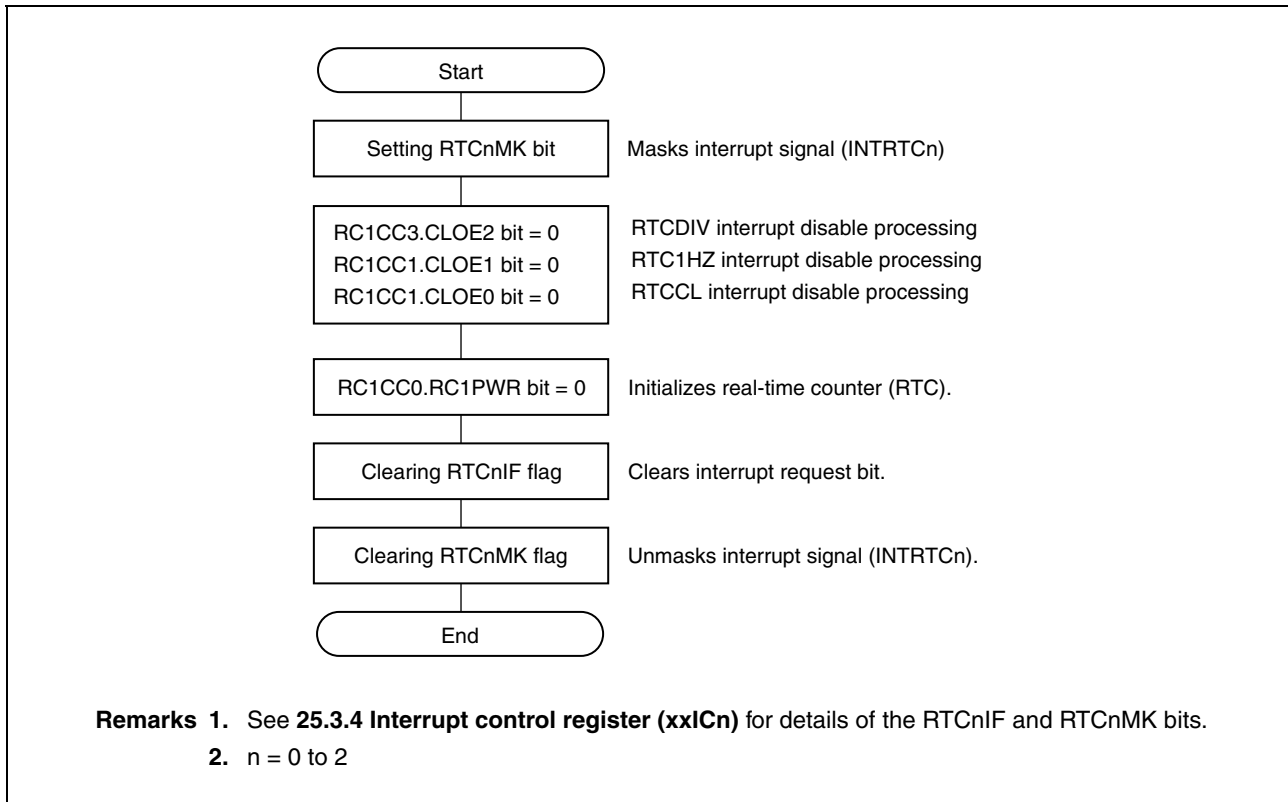 Start
Setting RTCnMK bit Masks interrupt signal (INTRTCn)
RC1CC3.CLOE2 bit = 0 RTCDIV interrupt disable processing
RC1CC1.CLOE1 bit = 0 RTC1HZ interrupt disable processing
RC1CC1.CLOE0 bit = 0 RTCCL interrupt disable processing
RC1CC0.RC1PWR bit = 0 Initializes real-time counter (RTC).
Clearing RTCnIF flag Clears interrupt request bit.
Clearing RTCnMK flag Unmasks interrupt signal (INTRTCn).
End
Remarks 1. See 25.3.4 Interrupt control register (xxICn) for details of the RTCnIF and RTCnMK bits.
2. n = 0 to 2